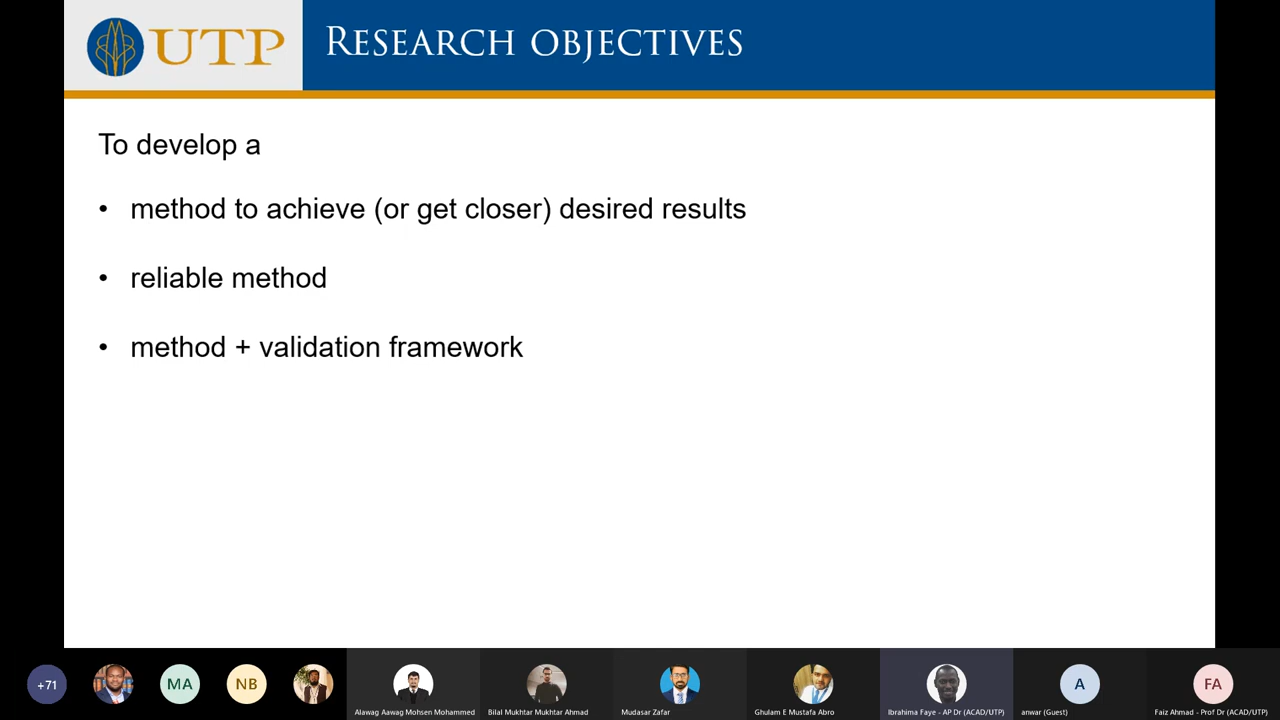 UTP
RESEARCH OBJECTIVES
To develop a
• method to achieve (or get closer) desired results
• reliable method
• method + validation framework
+71
MA
NB
A
FA
Alawag Aawag Mohsen Mohammed
Bilal Mukhtar Mukhtar Ahmad
Mudasar Zafar
Ghulam E Mustafa Abro
Ibrahima Faye - AP Dr (ACAD/UTP)
anwar (Guest)
Faiz Ahmad - Prof Dr (ACAD/UTP)